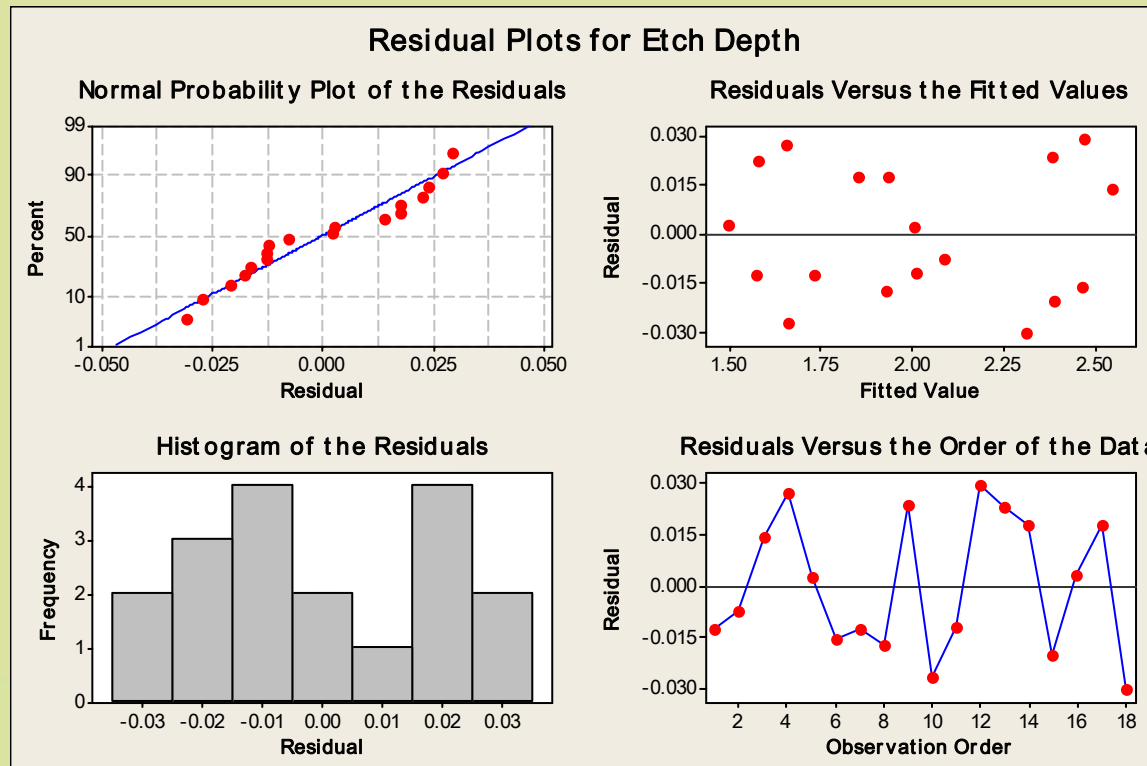 Residual Plots for Etch Depth
Normal Probability Plot of the Residuals
99
90
50
10
1
Percent
-0.050 -0.025 0.000 0.025 0.050
Residual
Residuals Versus the Fitted Values
0.030
0.015
0.000
-0.015
-0.030
Residual
1.50 1.75 2.00 2.25 2.50
Fitted Value
Histogram of the Residuals
4
3
2
1
0
Frequency
-0.03 -0.02 -0.01 0.00 0.01 0.02 0.03
Residual
Residuals Versus the Order of the Data
0.030
0.015
0.000
-0.015
-0.030
Residual
2 4 6 8 10 12 14 16 18
Observation Order